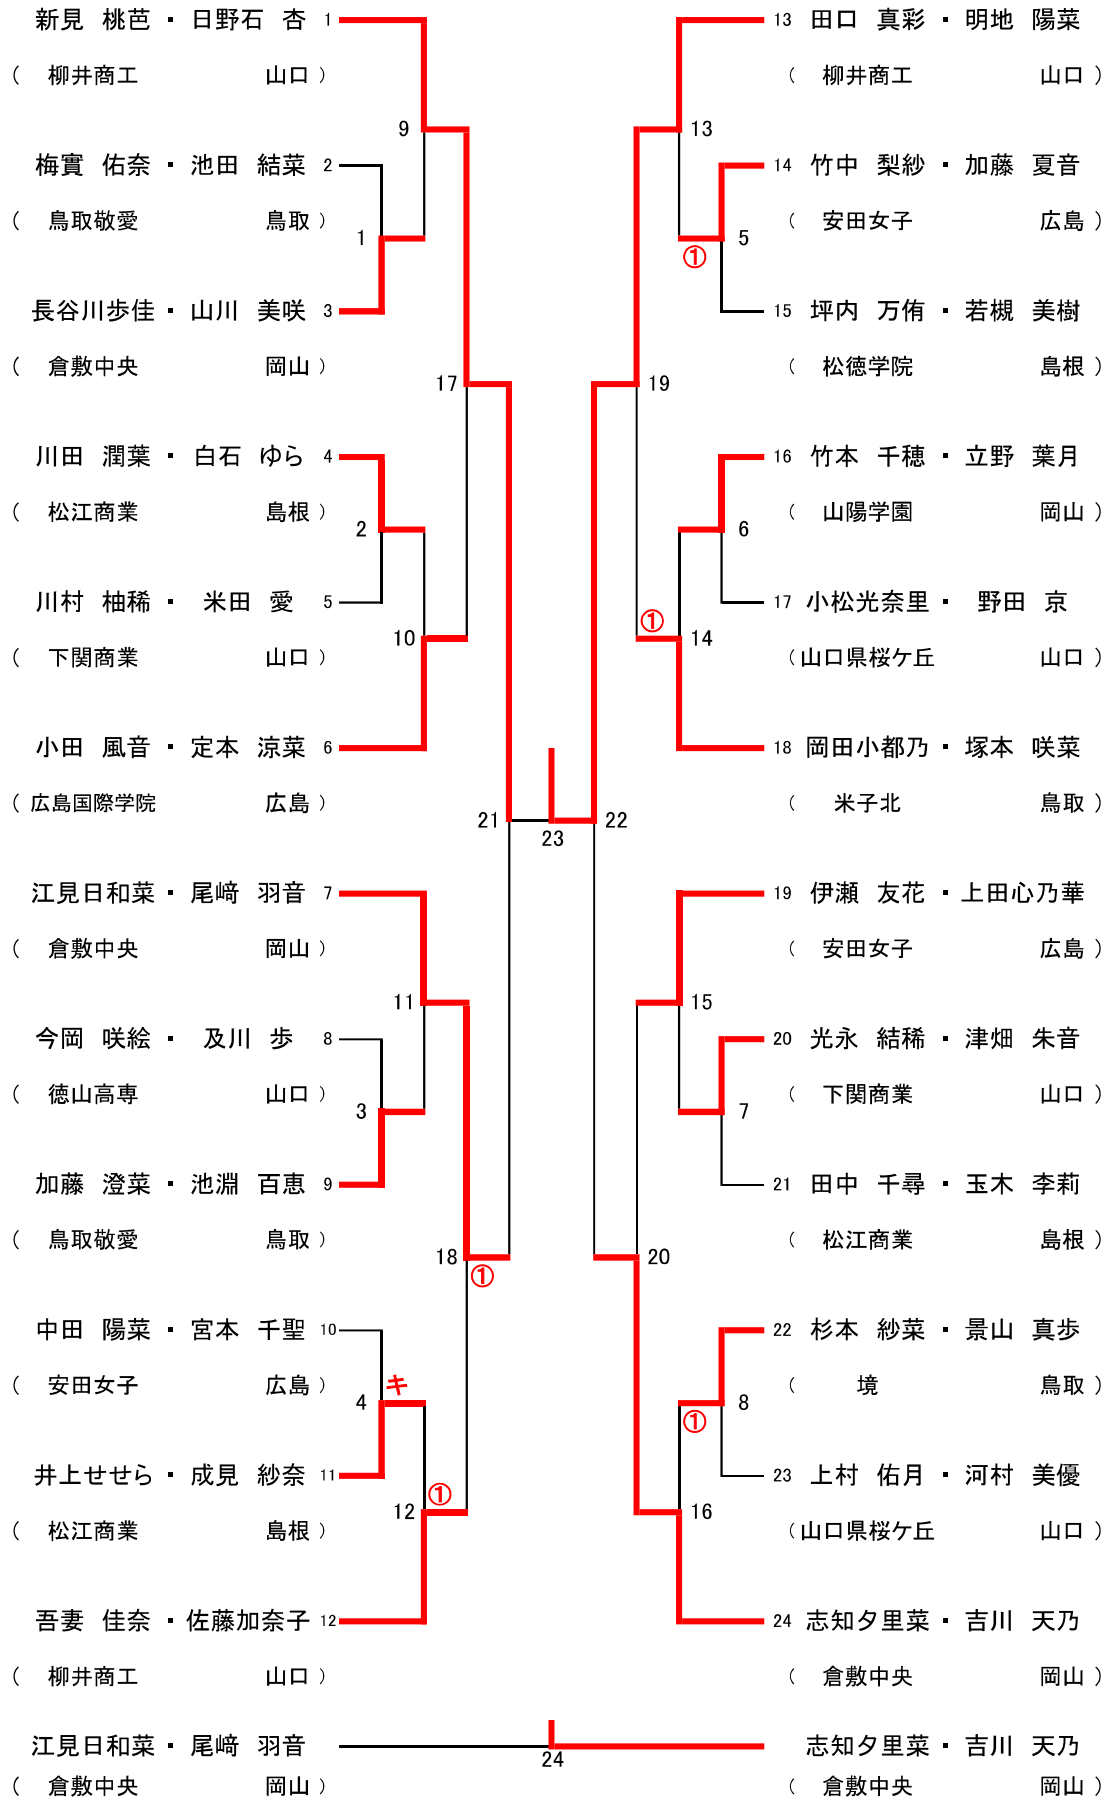 新見 桃芭 ・ 日野石 杏 1
( 柳井商工 山口 )
9
梅實 佑奈 ・ 池田 結菜 2
( 鳥取敬愛 鳥取 )
1
長谷川歩佳 ・ 山川 美咲 3
( 倉敷中央 岡山 )
17
川田 潤葉 ・ 白石 ゆら 4
( 松江商業 島根 )
2
川村 柚稀 ・ 米田 愛 5
10
( 下関商業 山口 )
小田 風音 ・ 定本 涼菜 6
( 広島国際学院 広島 )
21
江見日和菜 ・ 尾﨑 羽音 7
( 倉敷中央 岡山 )
11
今岡 咲絵 ・ 及川 歩 8
( 徳山高専 山口 )
3
加藤 澄菜 ・ 池淵 百恵 9
( 鳥取敬愛 鳥取 )
18
①
中田 陽菜 ・ 宮本 千聖 10
( 安田女子 広島 )
キ
4
井上せせら ・ 成見 紗奈 11
①
12
( 松江商業 島根 )
吾妻 佳奈 ・ 佐藤加奈子 12
( 柳井商工 山口 )
13 田口 真彩 ・ 明地 陽菜
( 柳井商工 山口 )
13
14 竹中 梨紗 ・ 加藤 夏音
( 安田女子 広島 )
5
①
15 坪内 万侑 ・ 若槻 美樹
( 松徳学院 島根 )
19
16 竹本 千穂 ・ 立野 葉月
( 山陽学園 岡山 )
6
17 小松光奈里 ・ 野田 京
①
14
( 山口県桜ケ丘 山口 )
18 岡田小都乃 ・ 塚本 咲菜
( 米子北 鳥取 )
22
23
19 伊瀬 友花 ・ 上田心乃華
( 安田女子 広島 )
15
20 光永 結稀 ・ 津畑 朱音
( 下関商業 山口 )
7
21 田中 千尋 ・ 玉木 李莉
( 松江商業 島根 )
20
22 杉本 紗菜 ・ 景山 真歩
( 境 鳥取 )
8
①
23 上村 佑月 ・ 河村 美優
16
( 山口県桜ケ丘 山口 )
24 志知夕里菜 ・ 吉川 天乃
( 倉敷中央 岡山 )
江見日和菜 ・ 尾﨑 羽音
( 倉敷中央 岡山 )
24
志知夕里菜 ・ 吉川 天乃
( 倉敷中央 岡山 )